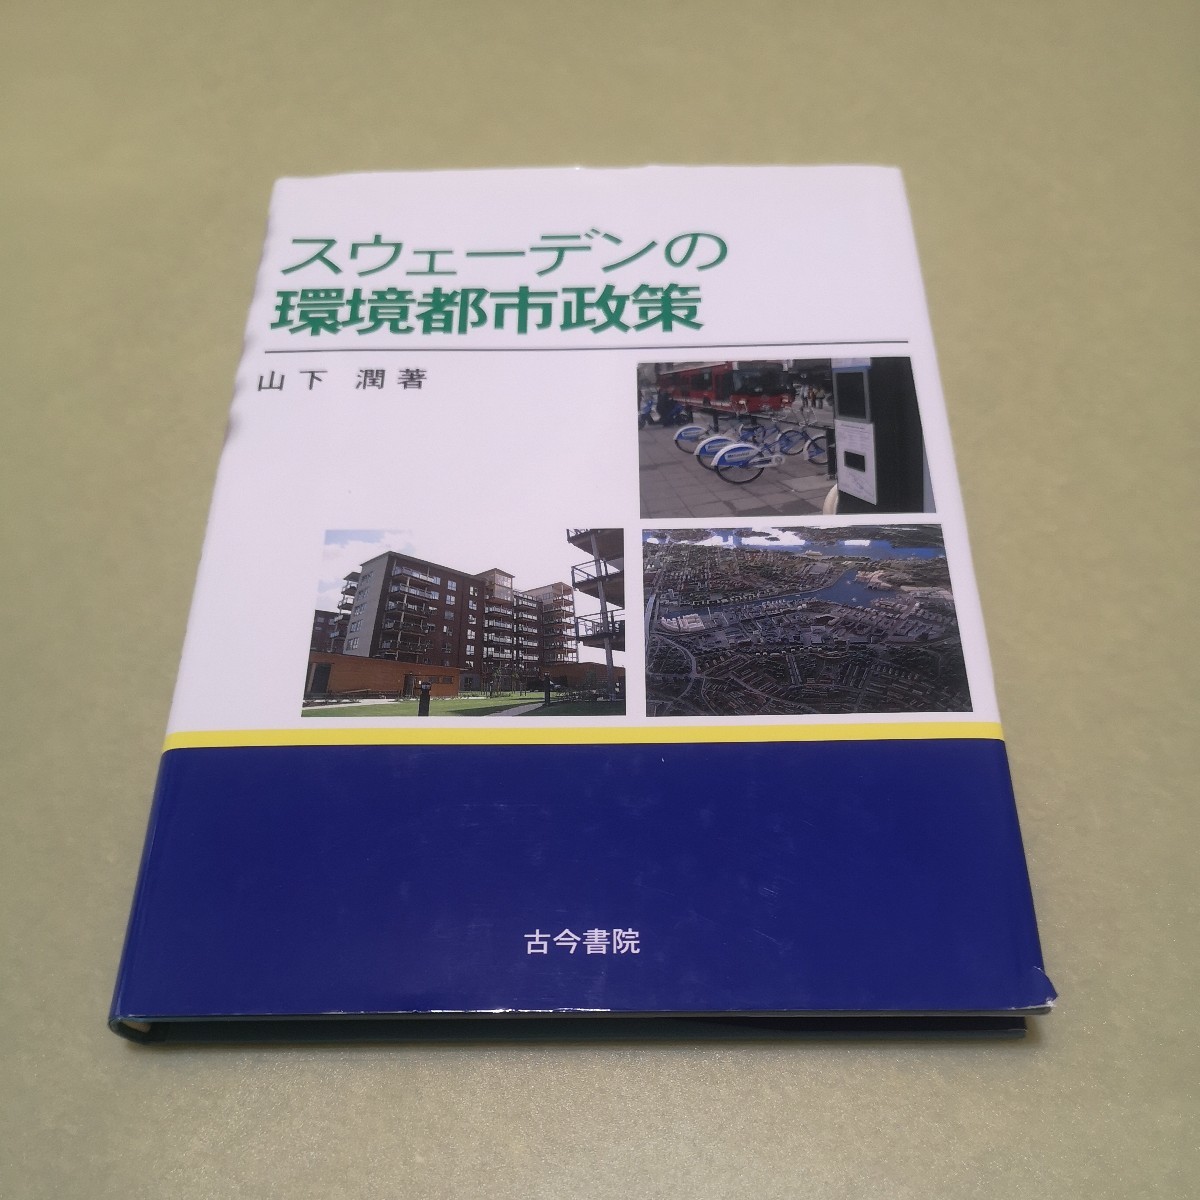 スウェーデンの
環境都市政策
山下 潤著
古今書院